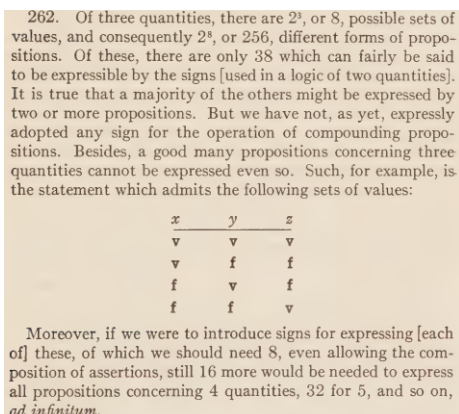 262. Of three quantities, there are 2³, or 8, possible sets of
values, and consequently 2⁸, or 256, different forms of propo-
sitions. Of these, there are only 38 which can fairly be said
to be expressible by the signs [used in a logic of two quantities].
It is true that a majority of the others might be expressed by
two or more propositions. But we have not, as yet, expressly
adopted any sign for the operation of compounding propo-
sitions. Besides, a good many propositions concerning three
quantities cannot be expressed even so. Such, for example, is
the statement which admits the following sets of values:
x y z
v v v
v f f
f v f
f f v
Moreover, if we were to introduce signs for expressing [each
of] these, of which we should need 8, even allowing the com-
position of assertions, still 16 more would be needed to express
all propositions concerning 4 quantities, 32 for 5, and so on,
ad infinitum.